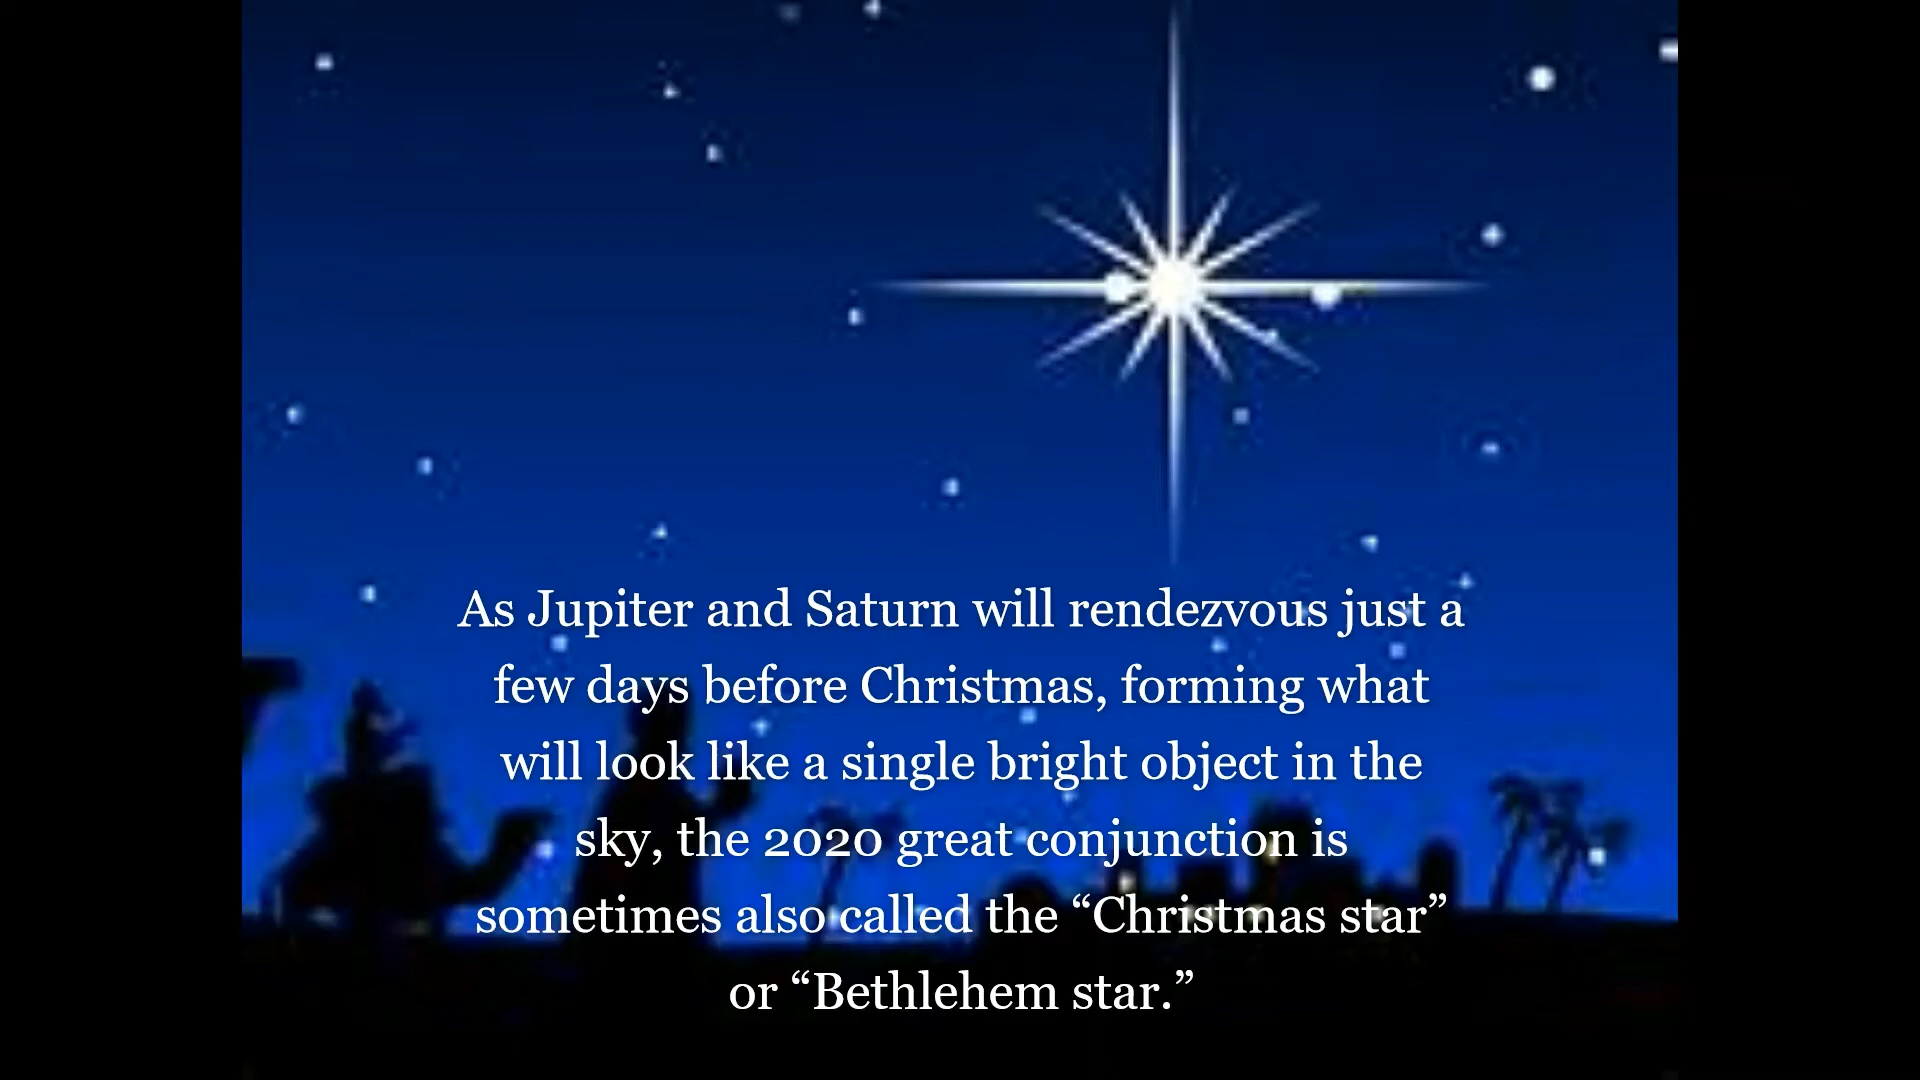 As Jupiter and Saturn will rendezvous just a
few days before Christmas, forming what
will look like a single bright object in the
sky, the 2020 great conjunction is
sometimes also called the “Christmas star”
or “Bethlehem star.”